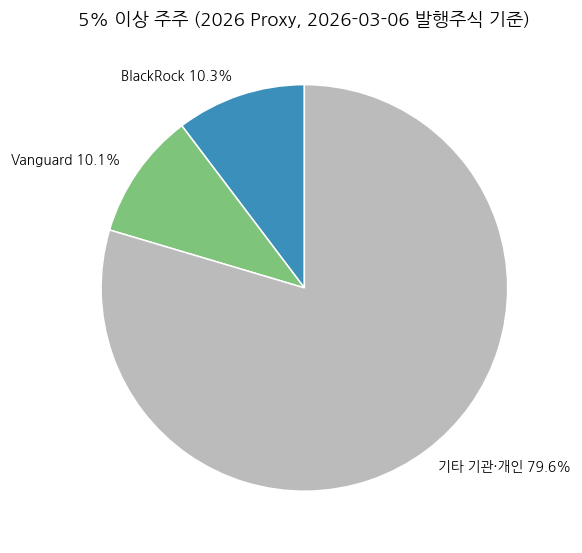 5% 이상 주주 (2026 Proxy, 2026-03-06 발행주식 기준)
BlackRock 10.3%
Vanguard 10.1%
기타 기관·개인 79.6%